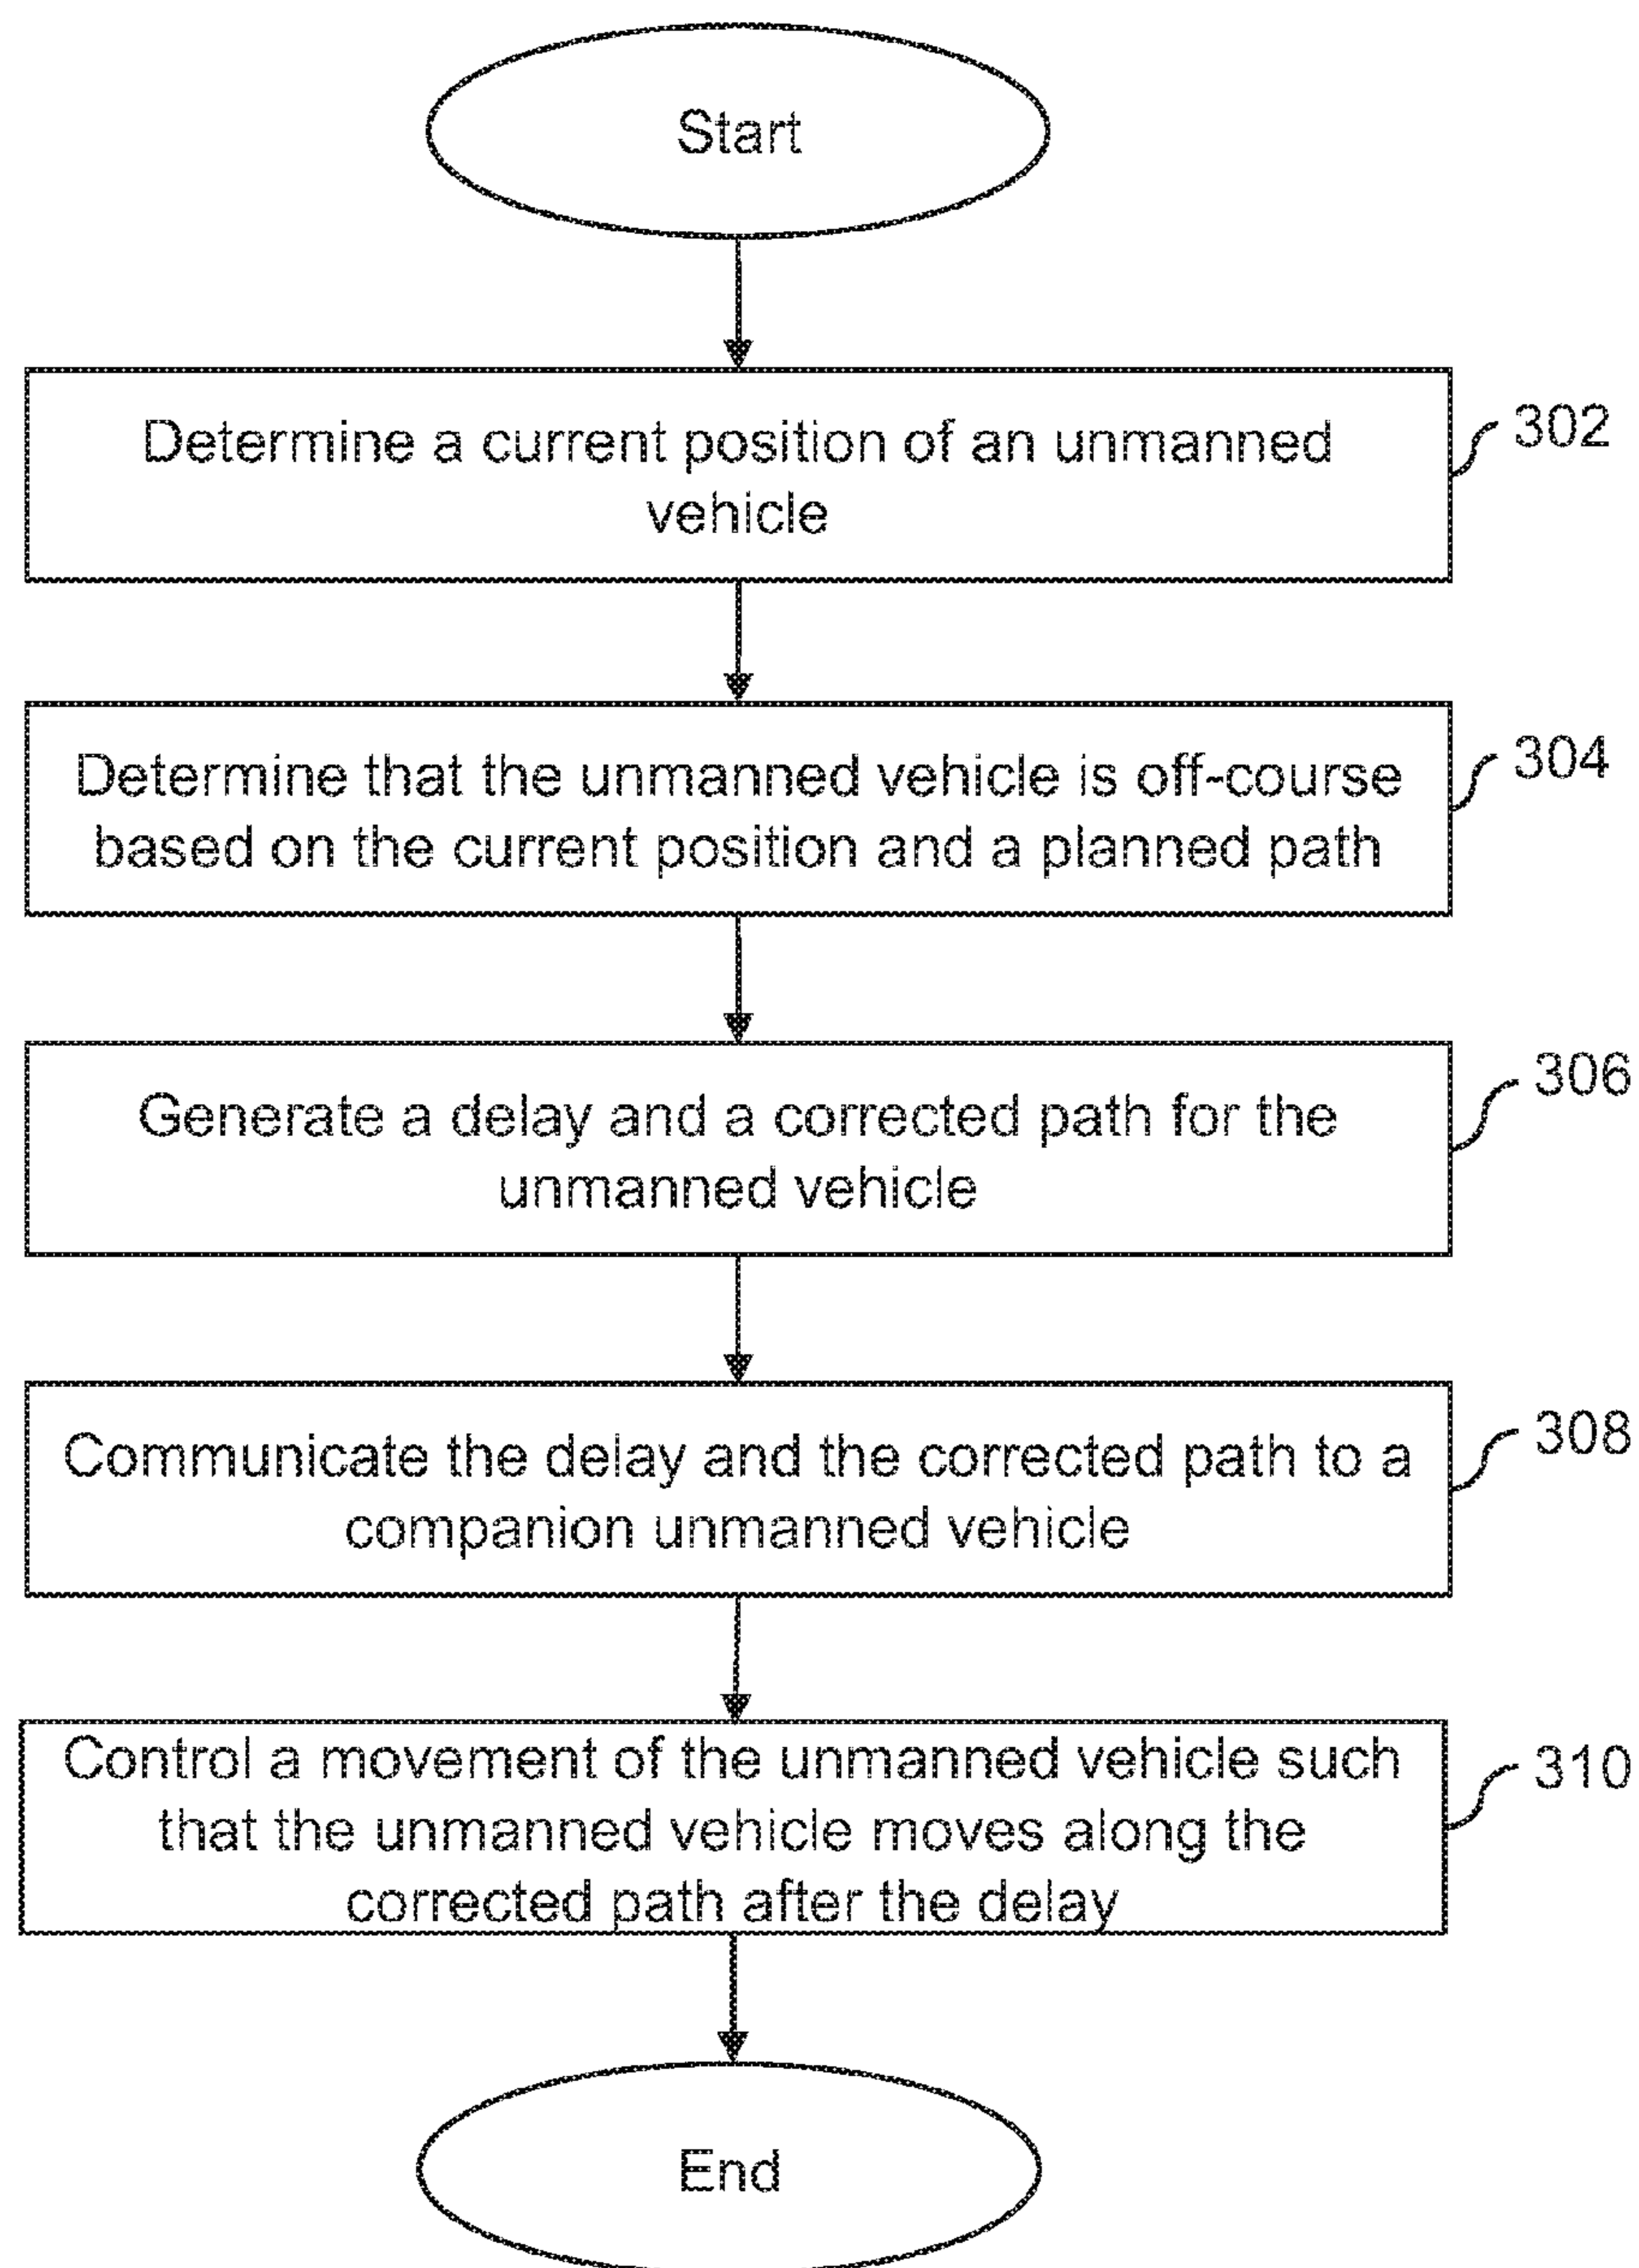 Start
Determine a current position of an unmanned
vehicle
302
Determine that the unmanned vehicle is off-course
based on the current position and a planned path
304
Generate a delay and a corrected path for the
unmanned vehicle
306
Communicate the delay and the corrected path to a
companion unmanned vehicle
308
Control a movement of the unmanned vehicle such
that the unmanned vehicle moves along the
corrected path after the delay
310
End